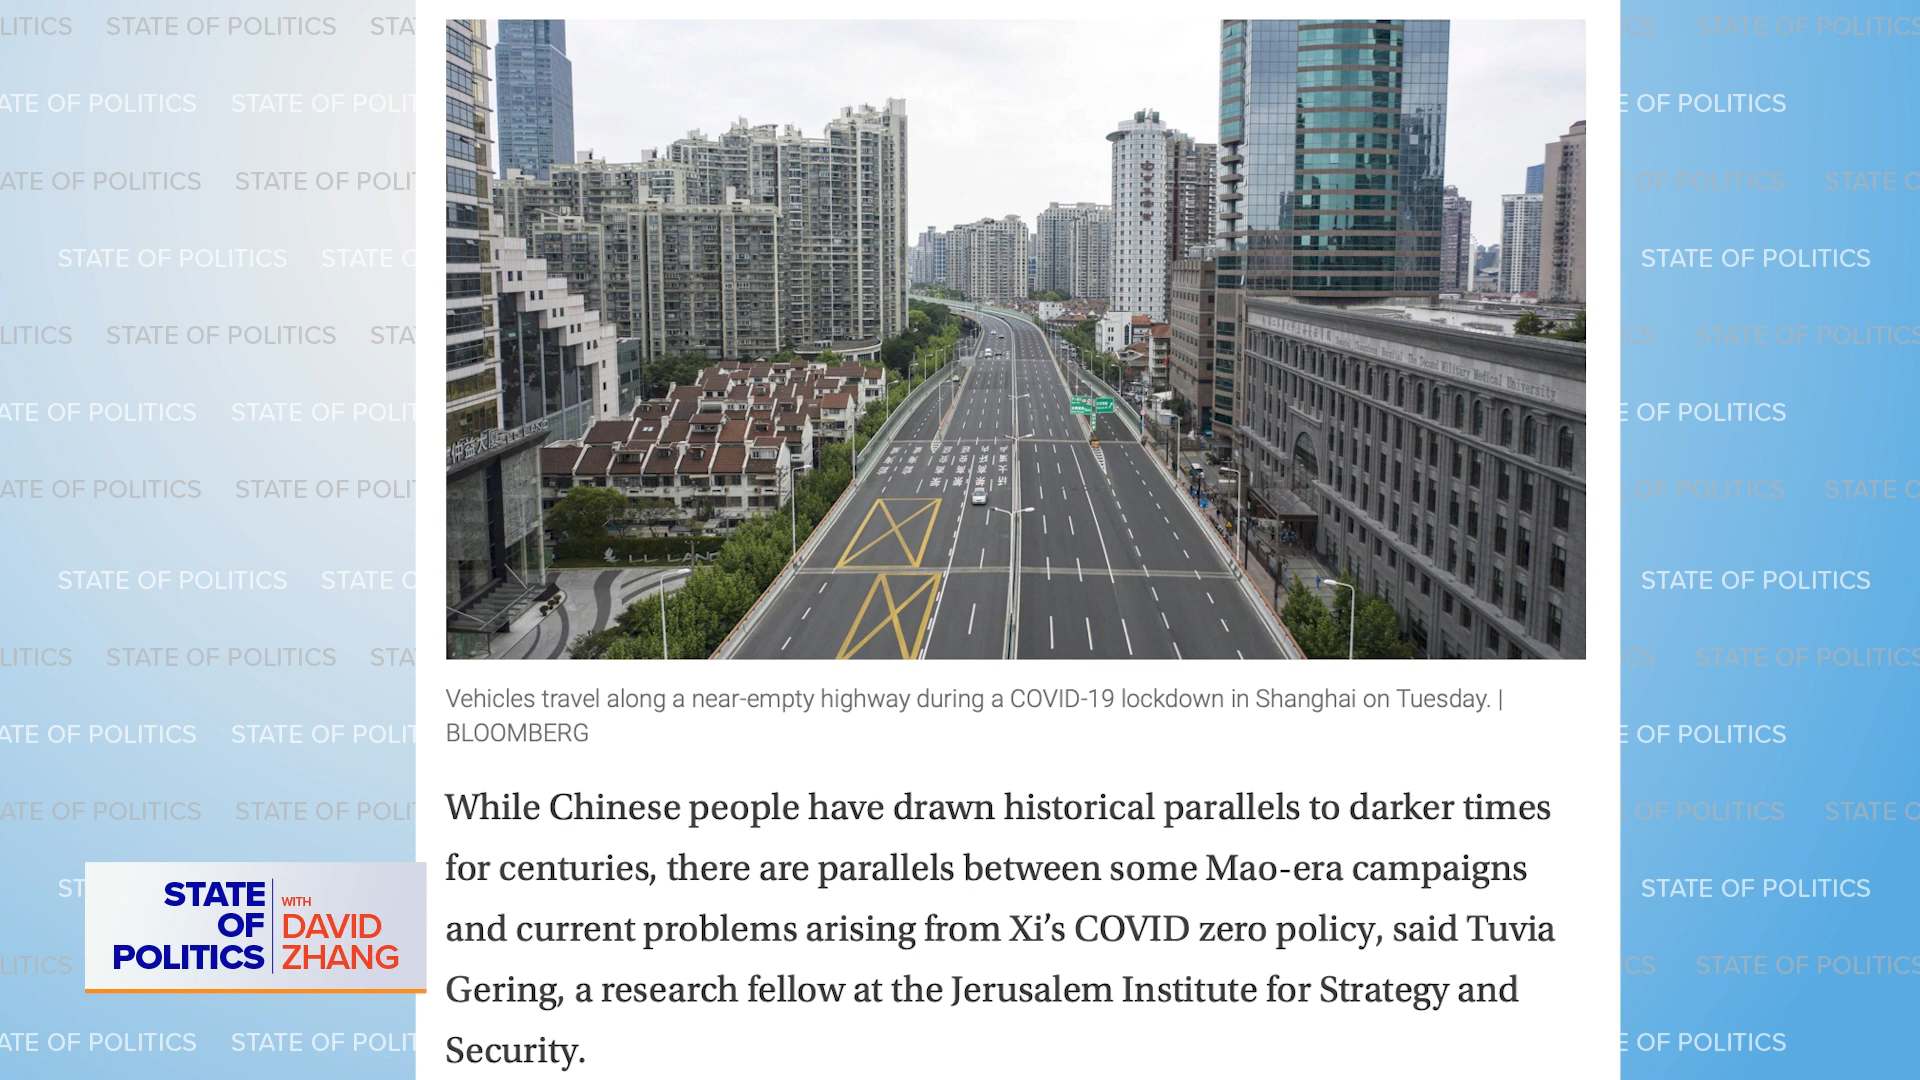 STATE OF POLITICS
Vehicles travel along a near-empty highway during a COVID-19 lockdown in Shanghai on Tuesday. |
BLOOMBERG
While Chinese people have drawn historical parallels to darker times
for centuries, there are parallels between some Mao-era campaigns
and current problems arising from Xi’s COVID zero policy, said Tuvia
Gering, a research fellow at the Jerusalem Institute for Strategy and
Security.
STATE
OF
POLITICS
WITH
DAVID
ZHANG